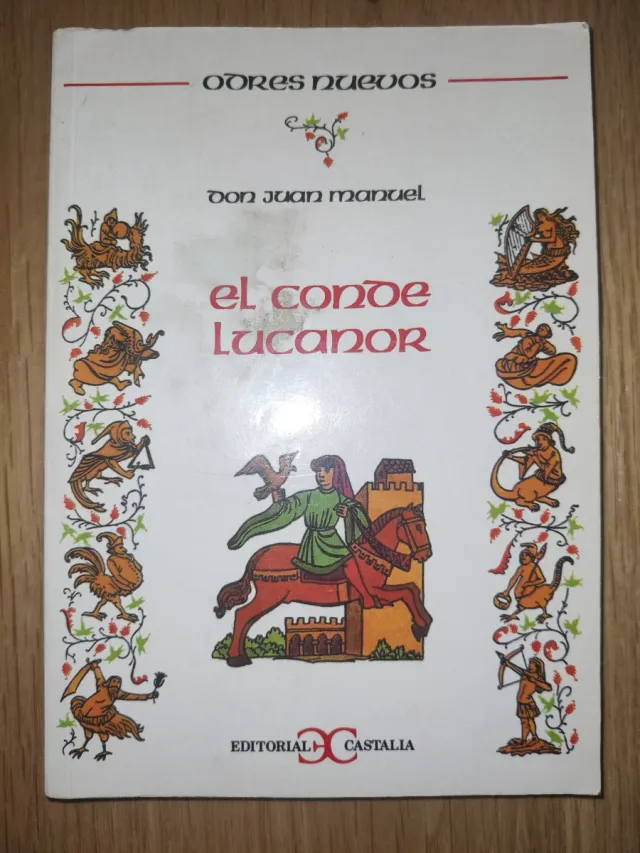 ODRES NUEVOS
DON JUAN MANUEL
EL CONDE
LUCANOR
EDITORIAL CASTALIA